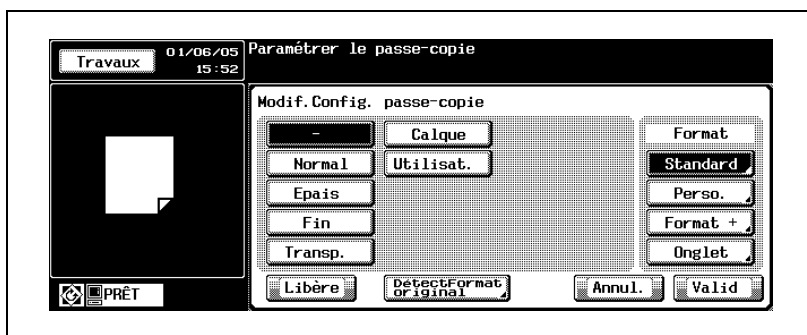 Travaux
01/06/05
15:52
Paramétrer le passe-copie
Modif.Config. passe-copie
-
Calque
Format
Normal
Utilisat.
Standard
Epais
Perso.
Fin
Format +
Transp.
Onglet
PRÊT
Libère
DétectFormat
original
Annul.
Valid